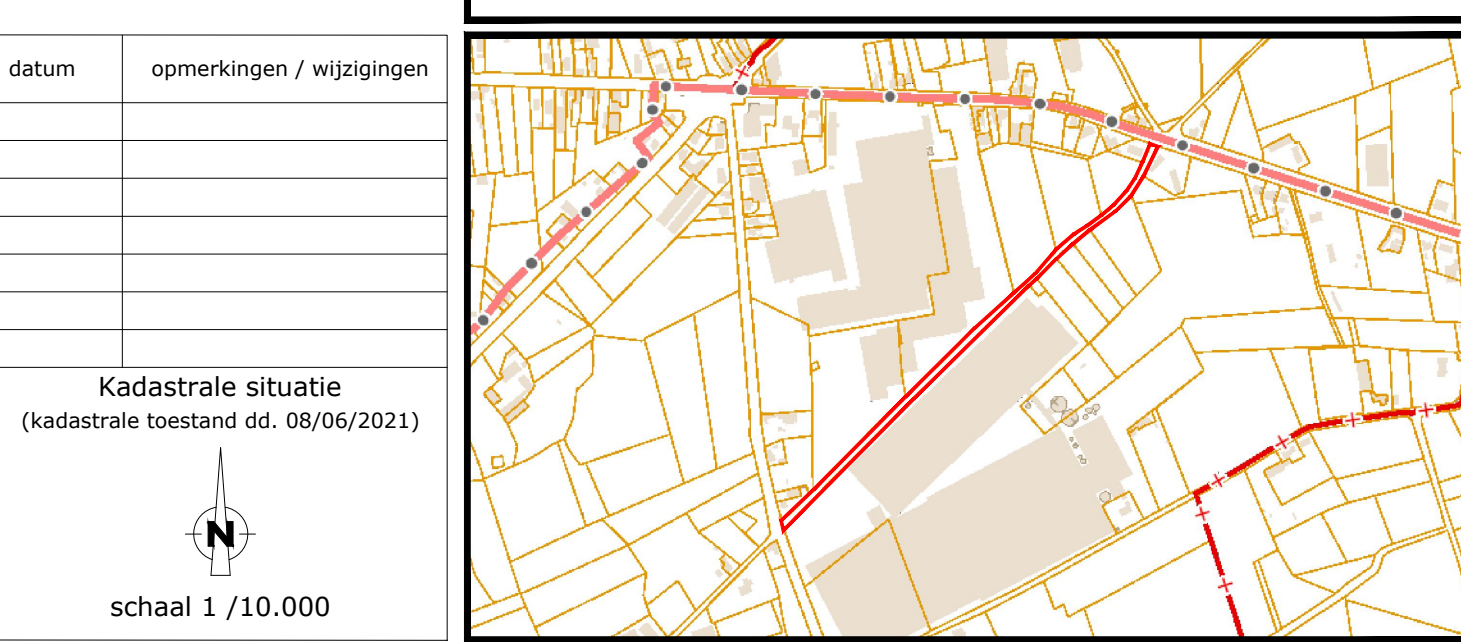 datum opmerkingen / wijzigingen
Kadastrale situatie
(kadastrale toestand dd. 08/06/2021)
N
schaal 1 /10.000